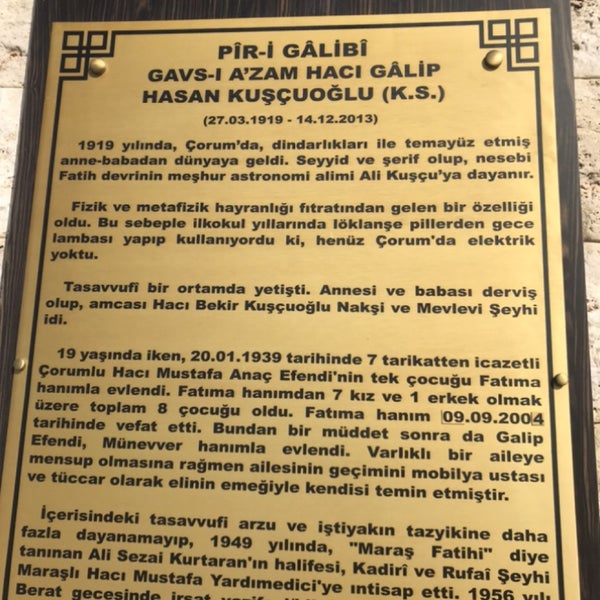 PÎR-İ GÂLİBÎ
GAVS-I A'ZAM HACI GÂLİP
HASAN KUŞÇUOĞLU (K.S.)
(27.03.1919 - 14.12.2013)
1919 yılında, Çorum'da, dindarlıkları ile temayüz etmiş
anne-babadan dünyaya geldi. Seyyid ve şerif olup, nesebi
Fatih devrinin meşhur astronomi alimi Ali Kuşçu'ya dayanır.
Fizik ve metafizik hayranlığı fıtratından gelen bir özelliği
oldu. Bu sebeple ilkokul yıllarında löklanşe pillerden gece
lambası yapıp kullanıyordu ki, henüz Çorum'da elektrik
yoktu.
Tasavvufî bir ortamda yetişti. Annesi ve babası derviş
olup, amcası Hacı Bekir Kuşçuoğlu Nakşi ve Mevlevi Şeyhi
idi.
19 yaşında iken, 20.01.1939 tarihinde 7 tarikatten icazetli
Çorumlu Hacı Mustafa Anaç Efendi'nin tek çocuğu Fatıma
hanımla evlendi. Fatıma hanımdan 7 kız ve 1 erkek olmak
üzere toplam 8 çocuğu oldu. Fatıma hanım 09.09.2004
tarihinde vefat etti. Bundan bir müddet sonra da Galip
Efendi, Münevver hanımla evlendi. Varlıklı bir aileye
mensup olmasına rağmen ailesinin geçimini mobilya ustası
ve tüccar olarak elinin emeğiyle kendisi temin etmiştir.
İçerisindeki tasavvufi arzu ve iştiyakın tazyikine daha
fazla dayanamayıp, 1949 yılında, "Maraş Fatihi" diye
tanınan Ali Sezai Kurtaran'ın halifesi, Kadirî ve Rufaî Şeyhi
Maraşlı Hacı Mustafa Yardımedici'ye intisap etti. 1956 yılı
Berat gecesinde irşat